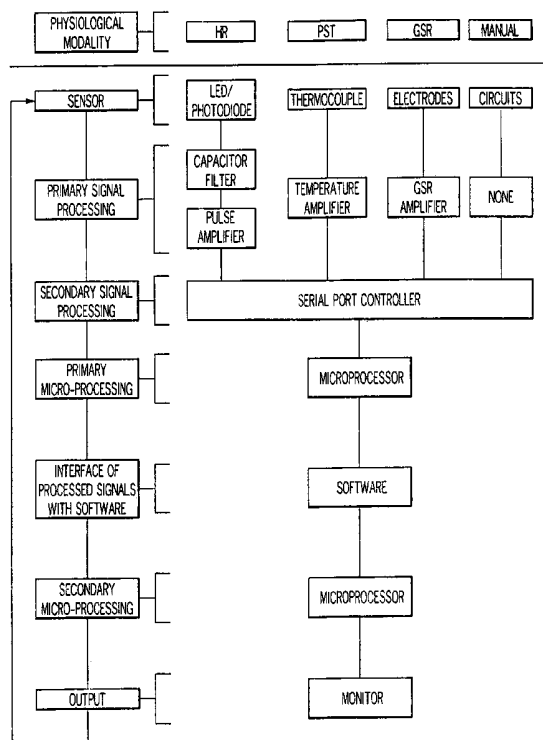 PHYSIOLOGICAL
MODALITY
HR
PST
GSR
MANUAL
SENSOR
LED/
PHOTODIODE
THERMOCOUPLE
ELECTRODES
CIRCUITS
PRIMARY SIGNAL
PROCESSING
CAPACITOR
FILTER
PULSE
AMPLIFIER
TEMPERATURE
AMPLIFIER
GSR
AMPLIFIER
NONE
SECONDARY SIGNAL
PROCESSING
SERIAL PORT CONTROLLER
PRIMARY
MICRO-PROCESSING
MICROPROCESSOR
INTERFACE OF
PROCESSED SIGNALS
WITH SOFTWARE
SOFTWARE
SECONDARY
MICRO-PROCESSING
MICROPROCESSOR
OUTPUT
MONITOR